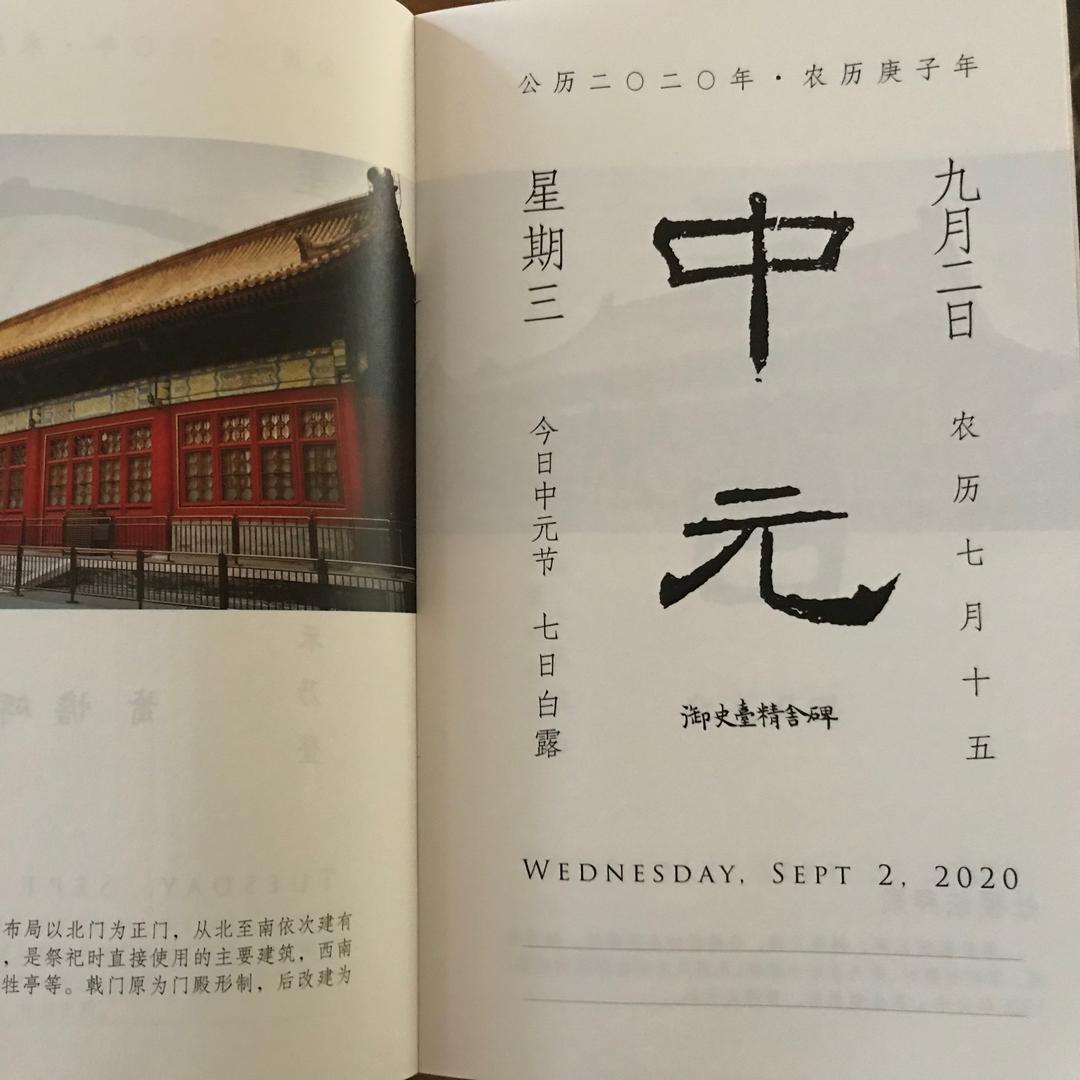 布局以北门为正门，从北至南依次建有
，是祭祀时直接使用的主要建筑，西南
牲亭等。戟门原为门殿形制，后改建为
公历二〇二〇年·农历庚子年
九月二日
农历七月十五
中元
御史臺精舍碑
星期三
今日中元节 七日白露
WEDNESDAY, SEPT 2, 2020